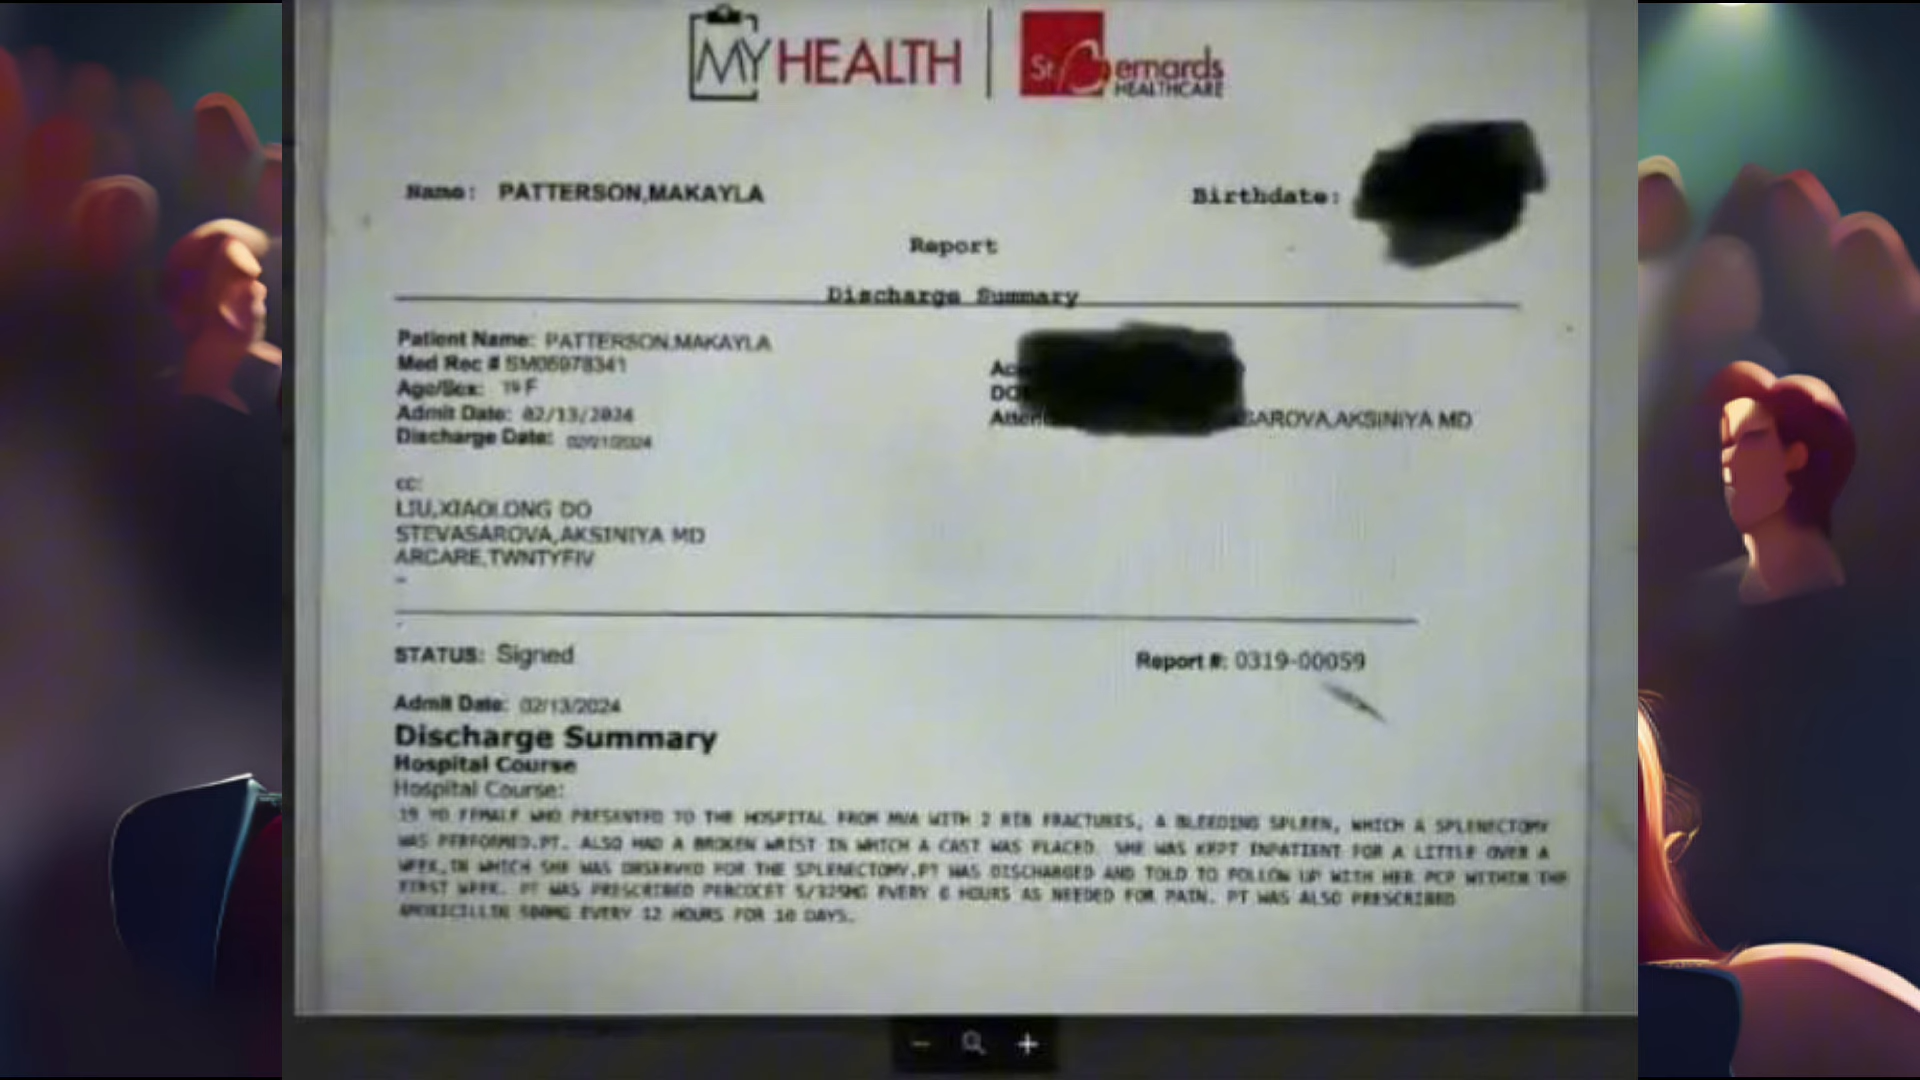 MY HEALTH St Bernards HEALTHCARE
Name: PATTERSON,MAKAYLA Birthdate:
Report
Discharge Summary
Patient Name: PATTERSON,MAKAYLA
Med Rec # SM05978341
Age/Sex: 19 F
Admit Date: 02/13/2024
Discharge Date: 02/21/2024
SAROVA,AKSINIYA MD
cc:
LIU,XIAOLONG DO
STEVASAROVA,AKSINIYA MD
ARCARE,TWNTYFIV
-
STATUS: Signed Report #: 0319-00059
Admit Date: 02/13/2024
Discharge Summary
Hospital Course
Hospital Course:
19 YO FEMALE WHO PRESENTED TO THE HOSPITAL FROM MVA WITH 2 RIB FRACTURES, A BLEEDING SPLEEN, WHICH A SPLENECTOMY
WAS PERFORMED.PT. ALSO HAD A BROKEN WRIST IN WHICH A CAST WAS PLACED. SHE WAS KEPT INPATIENT FOR A LITTLE OVER A
WEEK,IN WHICH SHE WAS OBSERVED FOR THE SPLENECTOMY.PT WAS DISCHARGED AND TOLD TO FOLLOW UP WITH HER PCP WITHIN THE
FIRST WEEK. PT WAS PRESCRIBED PERCOCET 5/325MG EVERY 6 HOURS AS NEEDED FOR PAIN. PT WAS ALSO PRESCRIBED
AMOXICILLIN 500MG EVERY 12 HOURS FOR 10 DAYS.